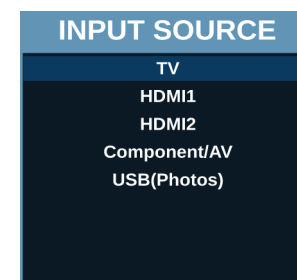 INPUT SOURCE
TV
HDMI1
HDMI2
Component/AV
USB(Photos)